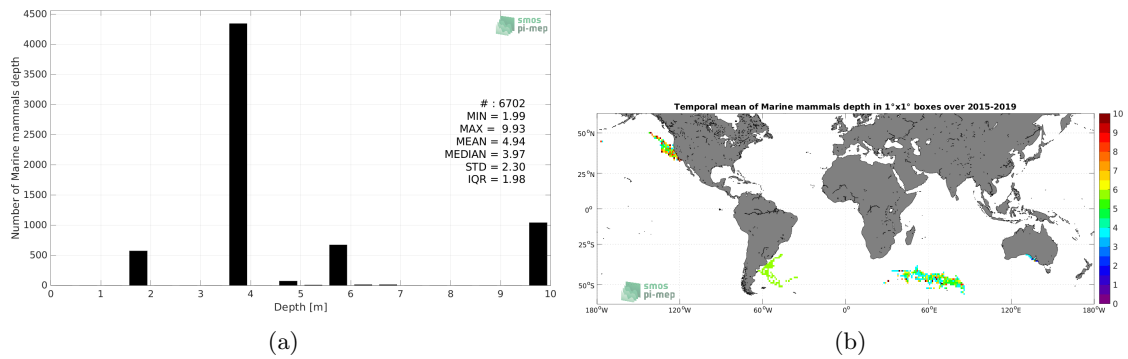 smos
pi-mep
# : 6702
MIN = 1.99
MAX = 9.93
MEAN = 4.94
MEDIAN = 3.97
STD = 2.30
IQR = 1.98
Number of Marine mammals depth
4500
4000
3500
3000
2500
2000
1500
1000
500
0
0 1 2 3 4 5 6 7 8 9 10
Depth [m]
(a)
Temporal mean of Marine mammals depth in 1°x1° boxes over 2015-2019
50°N
25°N
0°
25°S
50°S
180°W 120°W 60°W 0° 60°E 120°E 180°W
10
9
8
7
6
5
4
3
2
1
0
smos
pi-mep
(b)